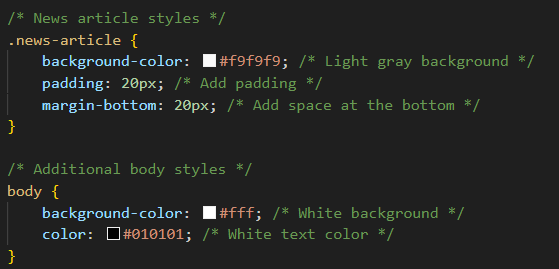 /* News article styles */
.news-article {
background-color: #f9f9f9; /* Light gray background */
padding: 20px; /* Add padding */
margin-bottom: 20px; /* Add space at the bottom */
}
/* Additional body styles */
body {
background-color: #fff; /* White background */
color: #010101; /* White text color */
}